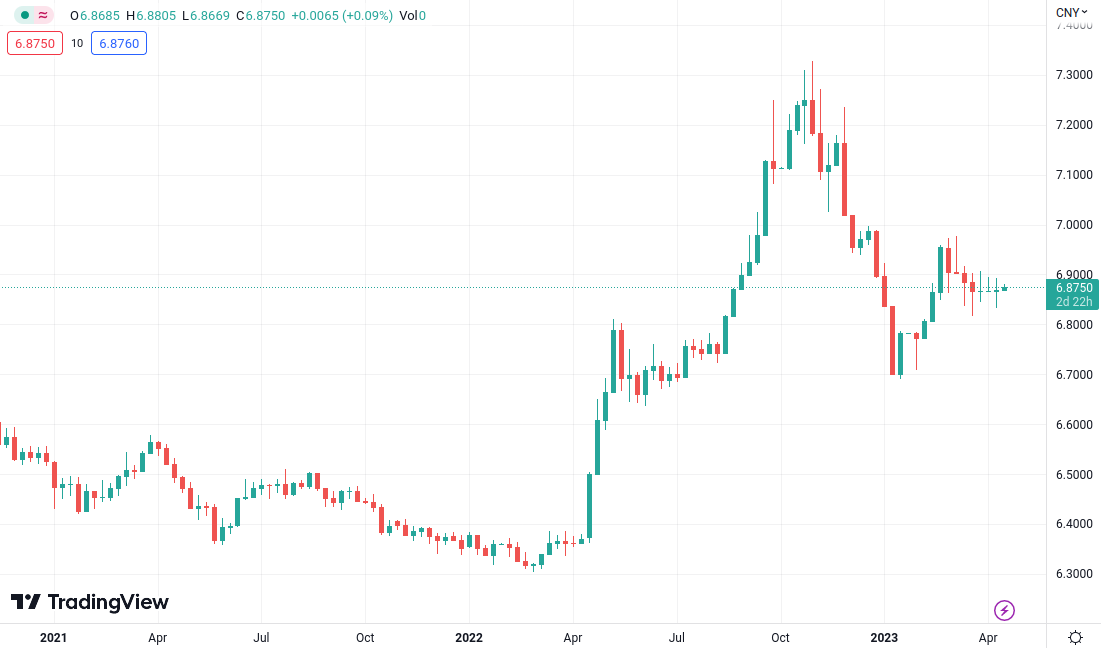 ≈ O6.8685 H6.8805 L6.8669 C6.8750 +0.0065 (+0.09%) Vol0
6.8750 10 6.8760
CNY
7.4000
7.3000
7.2000
7.1000
7.0000
6.9000
6.8750
2d 22h
6.8000
6.7000
6.6000
6.5000
6.4000
6.3000
TradingView
2021 Apr Jul Oct 2022 Apr Jul Oct 2023 Apr